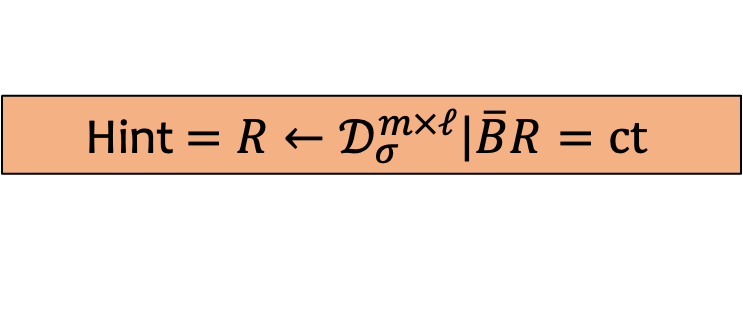 Hint = R ← 𝒟_σ^{m×ℓ} | B̄R = ct